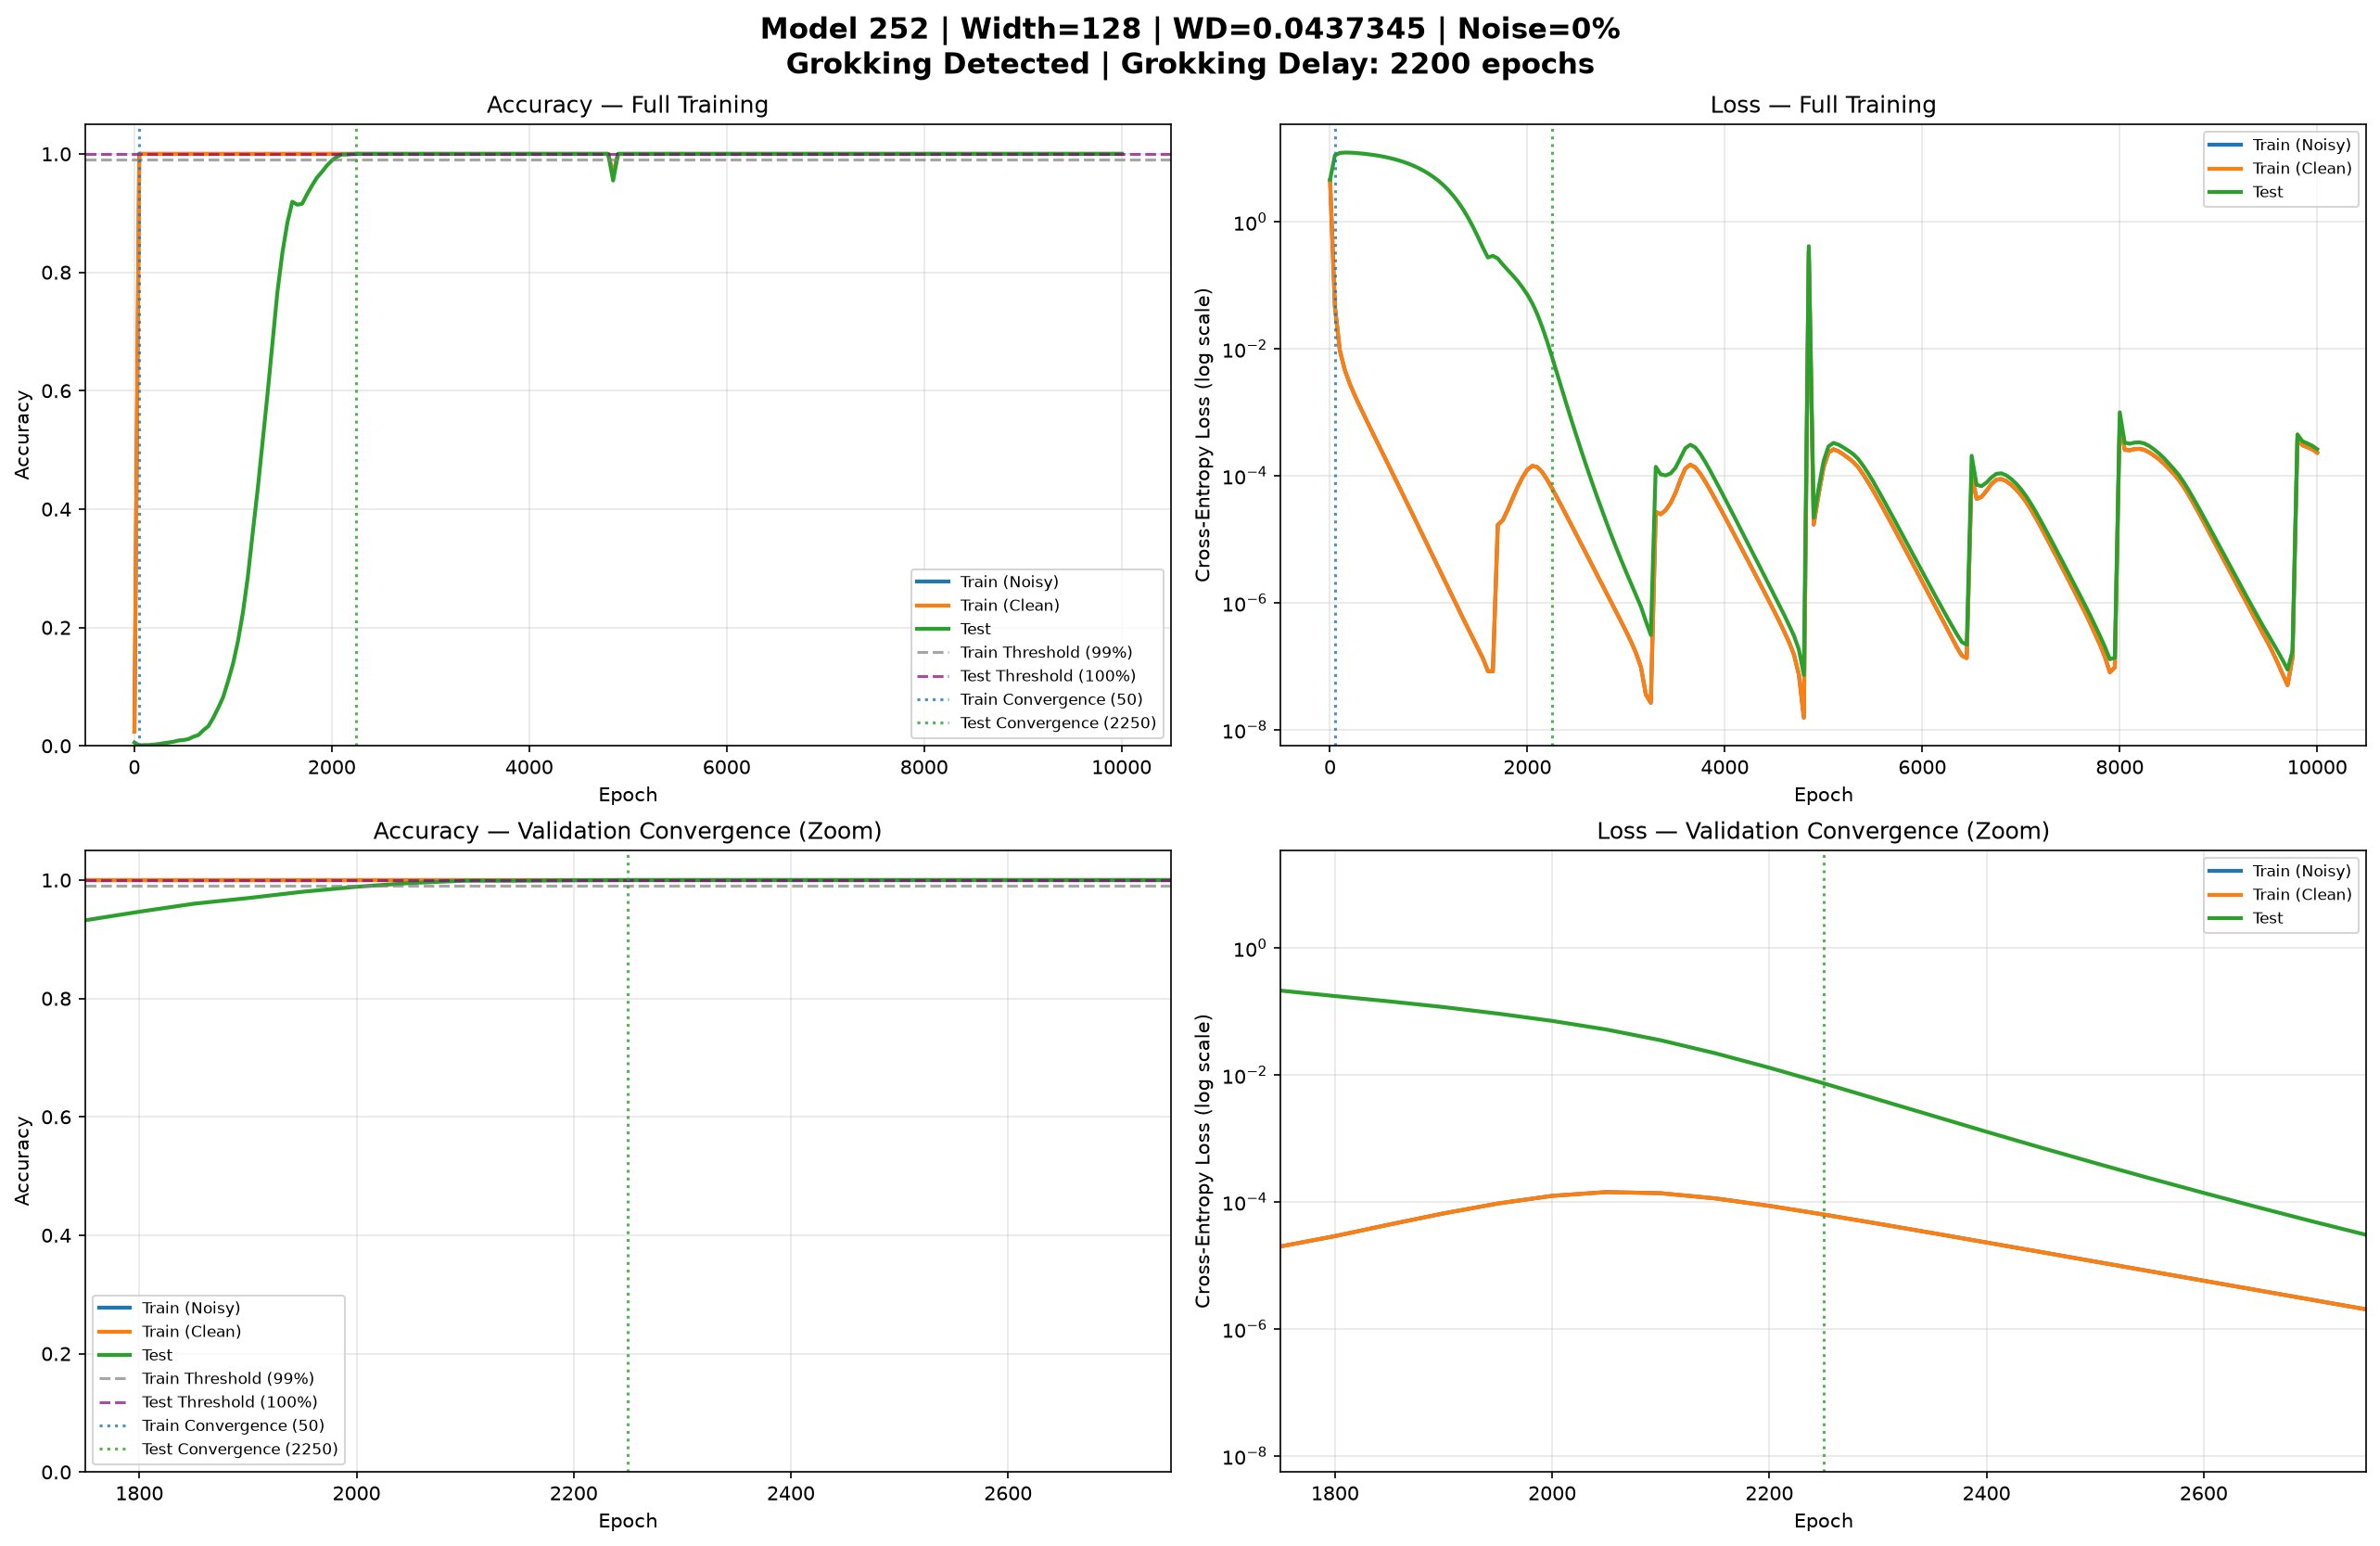 Model 252 | Width=128 | WD=0.0437345 | Noise=0%
Grokking Detected | Grokking Delay: 2200 epochs
Accuracy — Full Training
Accuracy
1.0
0.8
0.6
0.4
0.2
0.0
0 2000 4000 6000 8000 10000
Epoch
Train (Noisy)
Train (Clean)
Test
Train Threshold (99%)
Test Threshold (100%)
Train Convergence (50)
Test Convergence (2250)
Loss — Full Training
Cross-Entropy Loss (log scale)
10⁰
10⁻²
10⁻⁴
10⁻⁶
10⁻⁸
0 2000 4000 6000 8000 10000
Epoch
Train (Noisy)
Train (Clean)
Test
Accuracy — Validation Convergence (Zoom)
Accuracy
1.0
0.8
0.6
0.4
0.2
0.0
1800 2000 2200 2400 2600
Epoch
Train (Noisy)
Train (Clean)
Test
Train Threshold (99%)
Test Threshold (100%)
Train Convergence (50)
Test Convergence (2250)
Loss — Validation Convergence (Zoom)
Cross-Entropy Loss (log scale)
10⁰
10⁻²
10⁻⁴
10⁻⁶
10⁻⁸
1800 2000 2200 2400 2600
Epoch
Train (Noisy)
Train (Clean)
Test